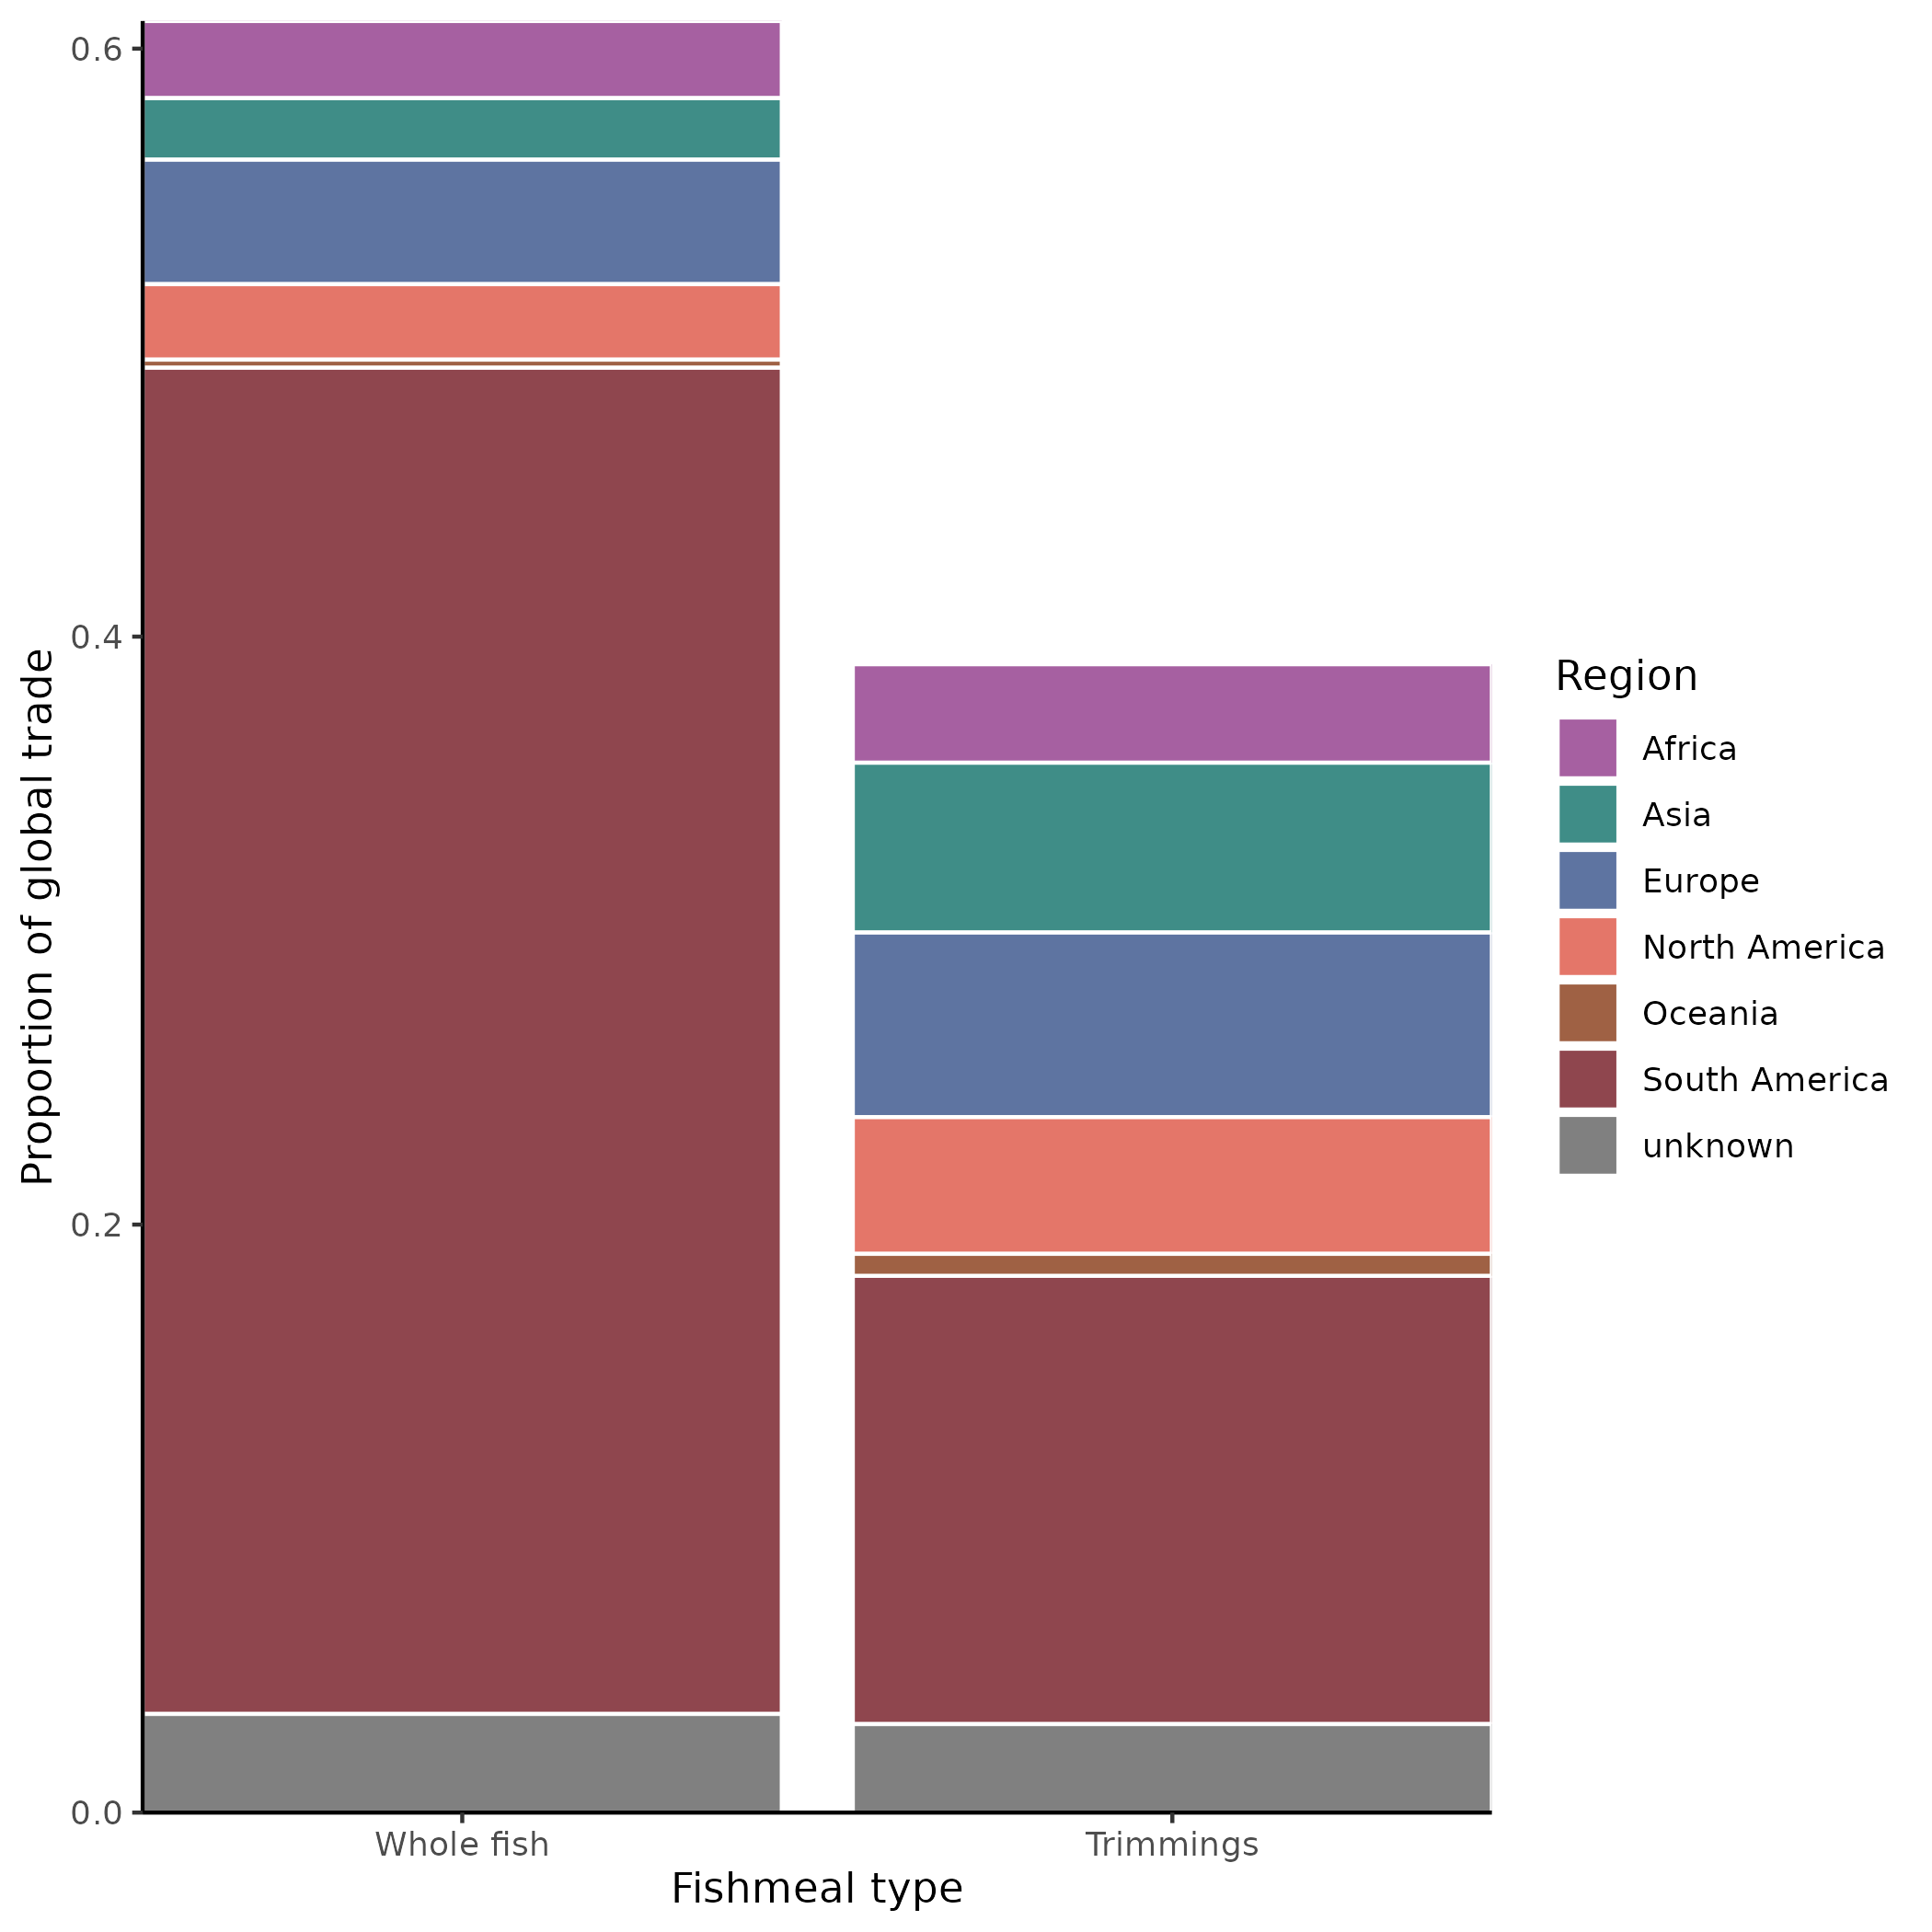 0.6
0.4
0.2
0.0
Proportion of global trade
Whole fish
Trimmings
Fishmeal type
Region
Africa
Asia
Europe
North America
Oceania
South America
unknown